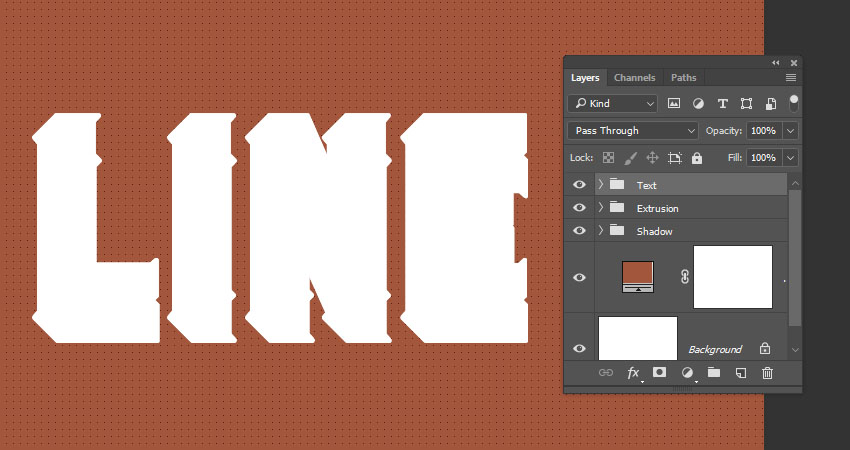 LINE
Layers Channels Paths
Kind
Pass Through Opacity: 100%
Lock: Fill: 100%
Text
Extrusion
Shadow
Background
fx